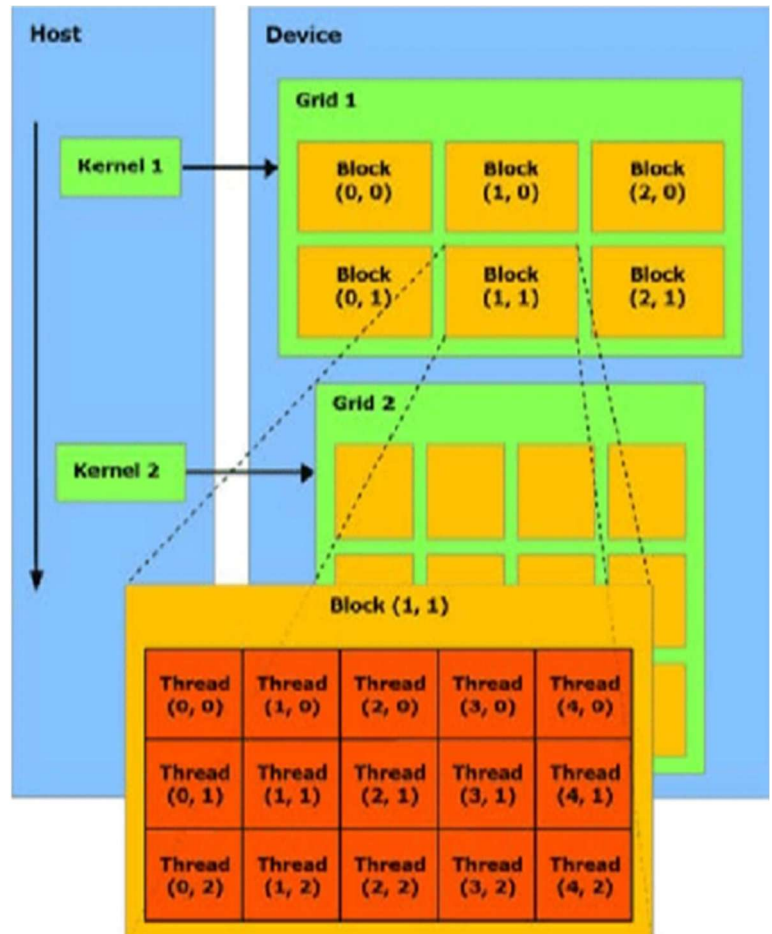 Host
Device
Grid 1
Kernel 1
Block Block Block
(0, 0) (1, 0) (2, 0)
Block Block Block
(0, 1) (1, 1) (2, 1)
Grid 2
Kernel 2
Block (1, 1)
Thread Thread Thread Thread Thread
(0, 0) (1, 0) (2, 0) (3, 0) (4, 0)
Thread Thread Thread Thread Thread
(0, 1) (1, 1) (2, 1) (3, 1) (4, 1)
Thread Thread Thread Thread Thread
(0, 2) (1, 2) (2, 2) (3, 2) (4, 2)